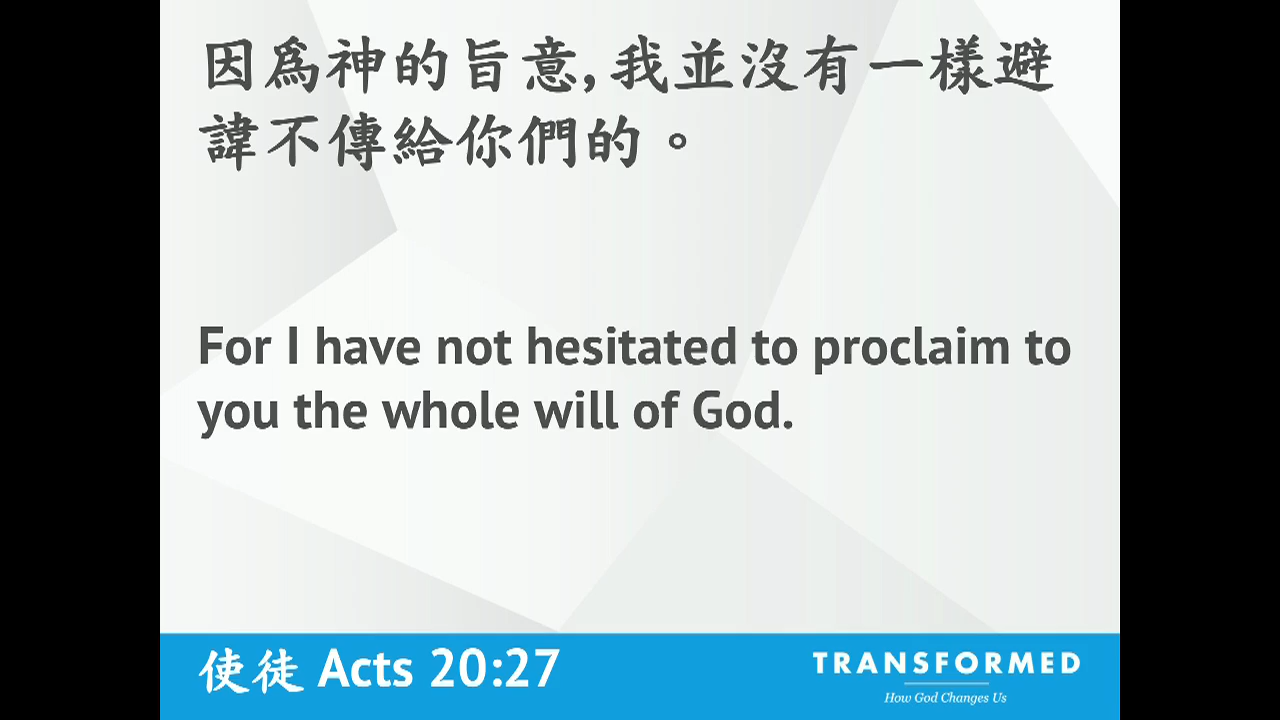 因爲神的旨意,我並沒有一樣避
諱不傳給你們的。
For I have not hesitated to proclaim to
you the whole will of God.
使徒 Acts 20:27
TRANSFORMED
How God Changes Us